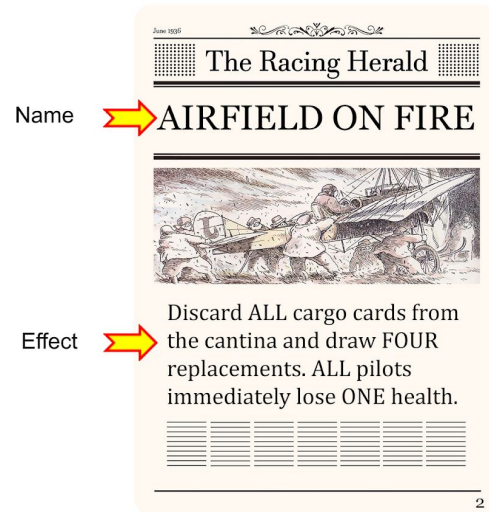 June 1936
The Racing Herald
Name
AIRFIELD ON FIRE
Discard ALL cargo cards from
Effect
the cantina and draw FOUR
replacements. ALL pilots
immediately lose ONE health.
2